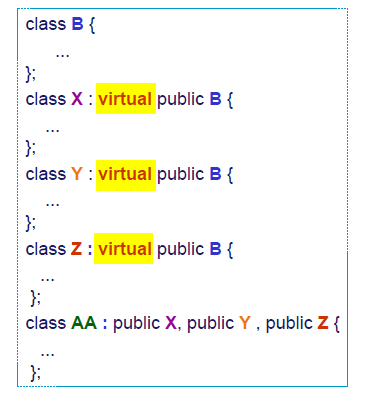 class B {
...
};
class X : virtual public B {
...
};
class Y : virtual public B {
...
};
class Z : virtual public B {
...
};
class AA : public X, public Y , public Z {
...
};